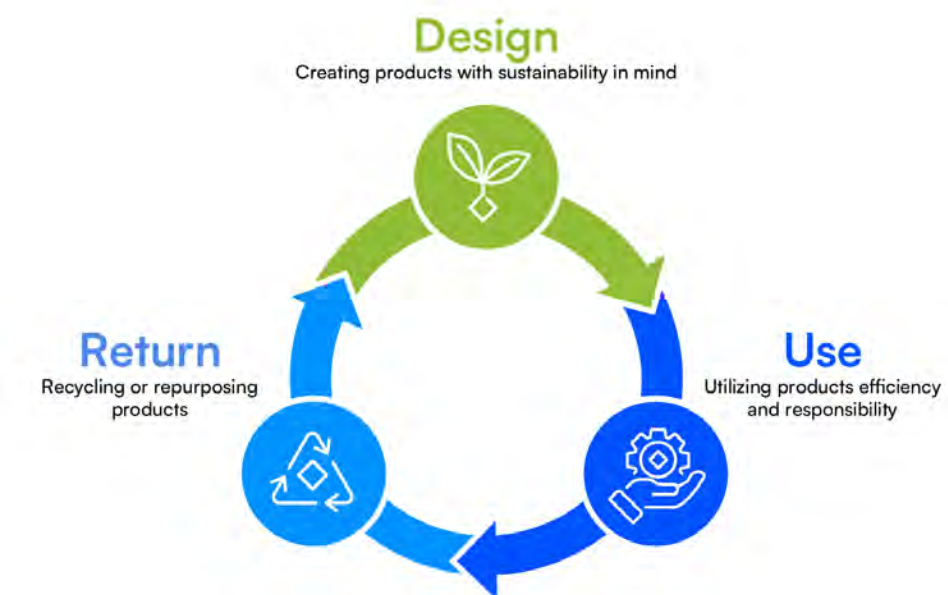 Design
Creating products with sustainability in mind
Return
Recycling or repurposing
products
Use
Utilizing products efficiency
and responsibility